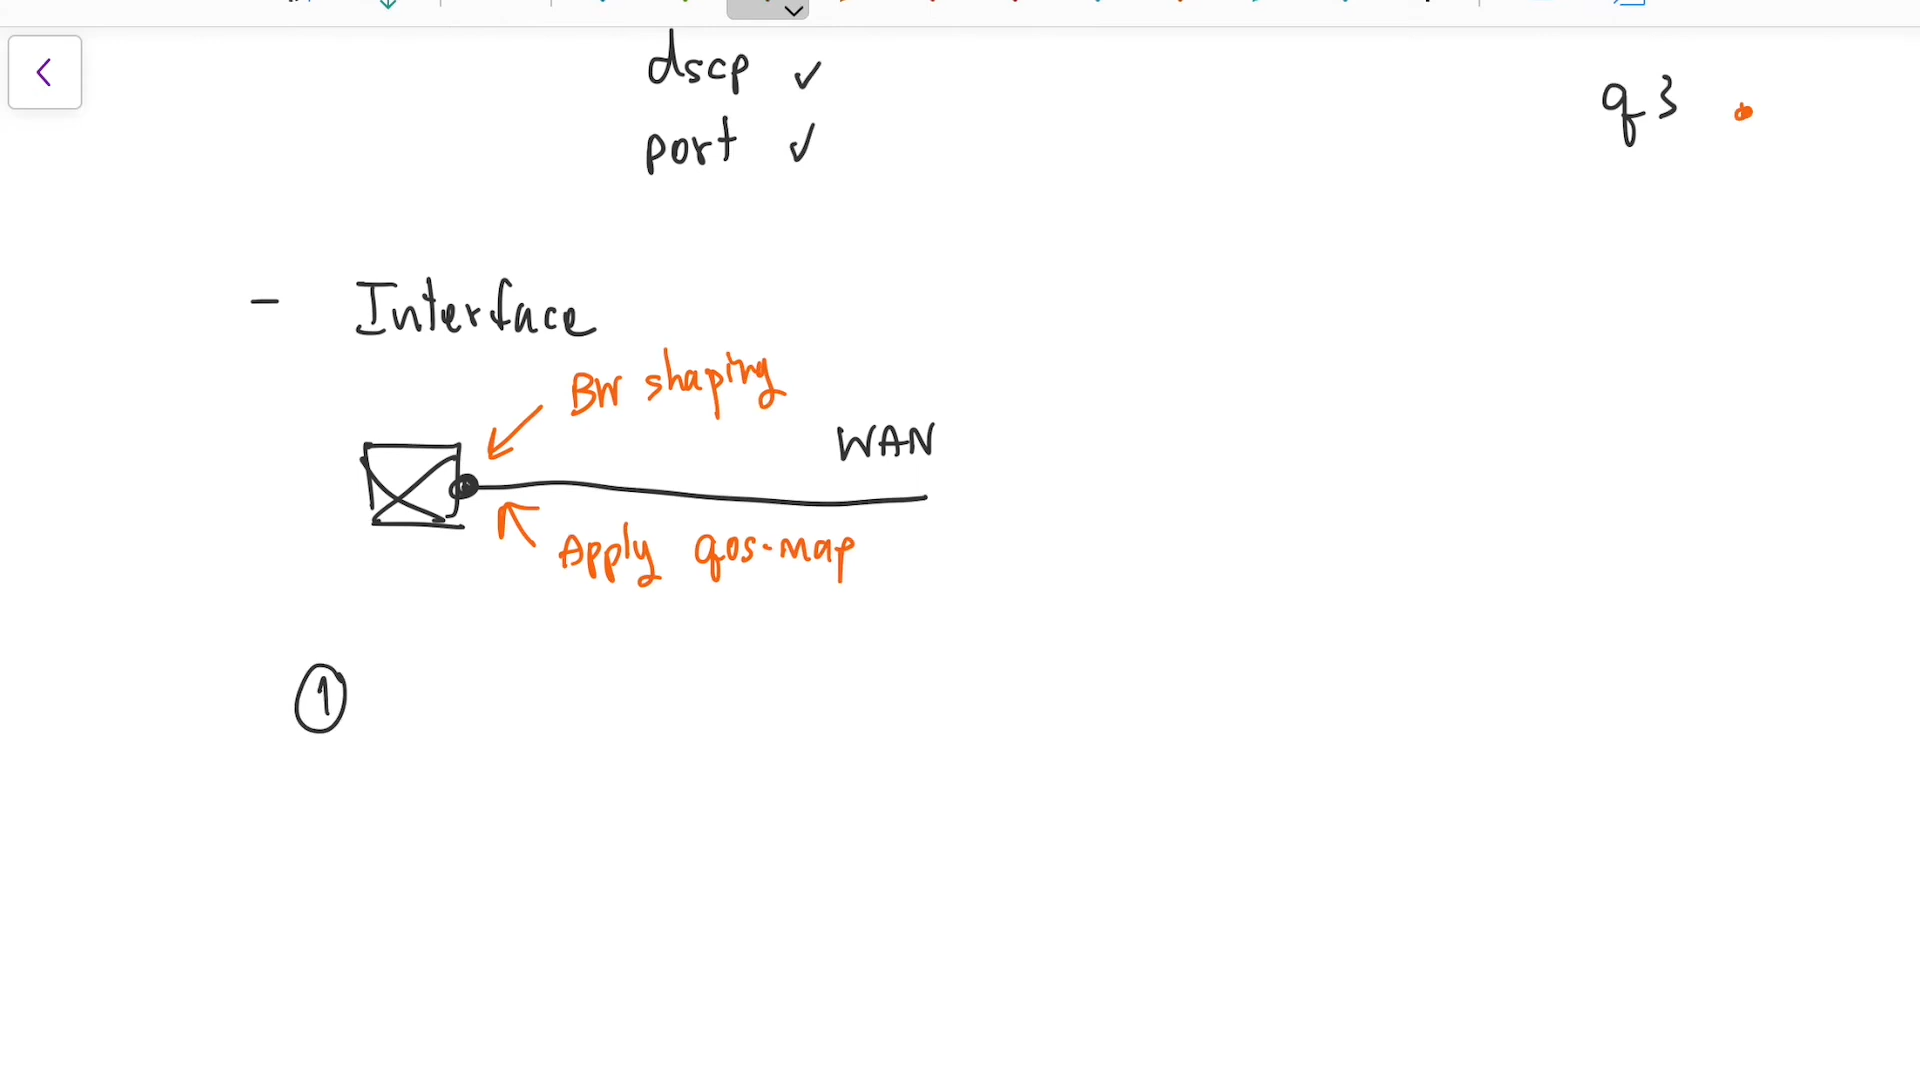 dscp ✓
q3
port ✓
- Interface
BW shaping
WAN
Apply qos-map
①